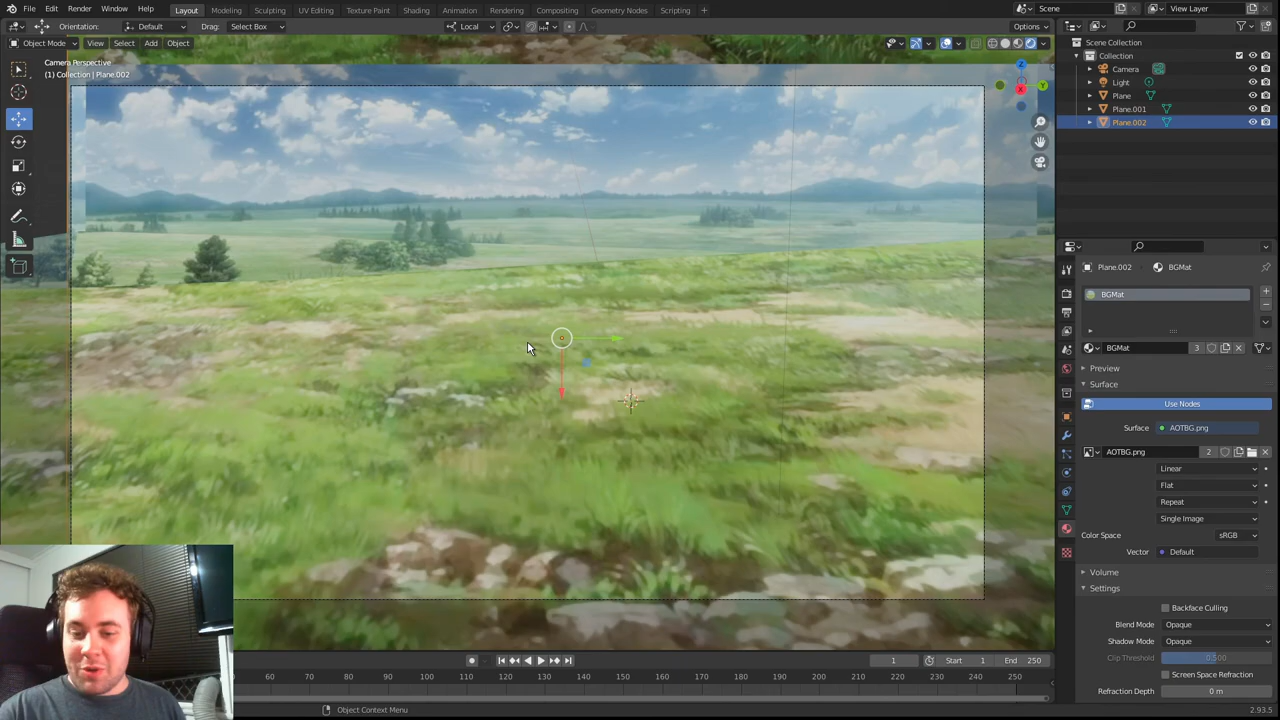 File Edit Render Window Help Layout Modeling Sculpting UV Editing Texture Paint Shading Animation Rendering Compositing Geometry Nodes Scripting + Scene View Layer
Orientation: Default Drag: Select Box Local Options
Object Mode View Select Add Object
Camera Perspective
(1) Collection | Plane.002
Z
Y
X
Scene Collection
Collection
Camera
Light
Plane
Plane.001
Plane.002
Plane.002 BGMat
BGMat
BGMat 3
Preview
Surface
Use Nodes
Surface AOTBG.png
AOTBG.png 2
Linear
Flat
Repeat
Single Image
Color Space sRGB
Vector Default
Volume
Settings
Backface Culling
Blend Mode Opaque
Shadow Mode Opaque
Clip Threshold 0.500
Screen Space Refraction
Refraction Depth 0 m
1 Start 1 End 250
60 70 80 90 100 110 120 130 140 150 160 170 180 190 200 210 220 230 240 250
Object Context Menu 2.93.5